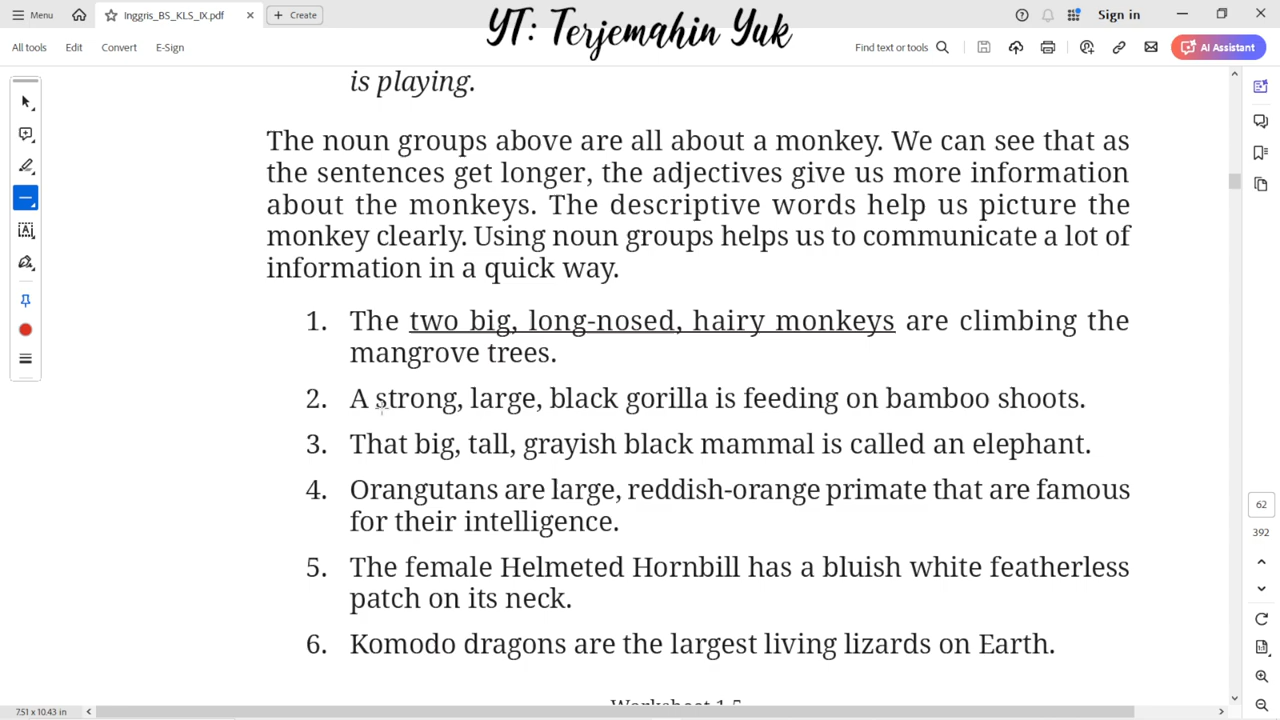 Menu
Inggris_BS_KLS_IX.pdf
Create
YT: Terjemahin Yuk
Sign in
All tools
Edit
Convert
E-Sign
Find text or tools
AI Assistant
is playing.
The noun groups above are all about a monkey. We can see that as
the sentences get longer, the adjectives give us more information
about the monkeys. The descriptive words help us picture the
monkey clearly. Using noun groups helps us to communicate a lot of
information in a quick way.
1. The two big, long-nosed, hairy monkeys are climbing the
mangrove trees.
2. A strong, large, black gorilla is feeding on bamboo shoots.
3. That big, tall, grayish black mammal is called an elephant.
4. Orangutans are large, reddish-orange primate that are famous
for their intelligence.
5. The female Helmeted Hornbill has a bluish white featherless
patch on its neck.
6. Komodo dragons are the largest living lizards on Earth.
Worksheet 1.5
62
392
7.51 x 10.43 in